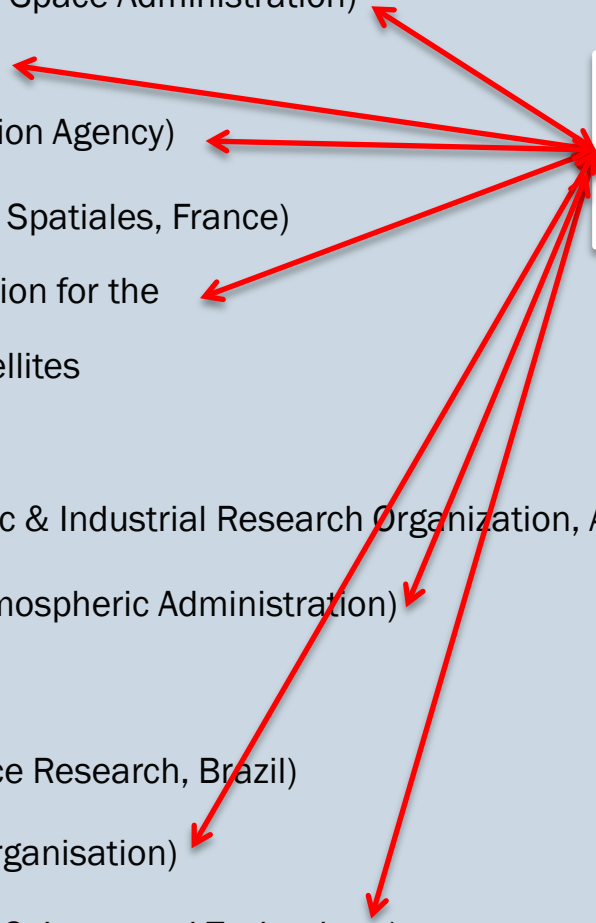 Space Administration)
ion Agency)
Spatiales, France)
ion for the
ellites
c & Industrial Research Organization, A
mospheric Administration)
ce Research, Brazil)
rganisation)